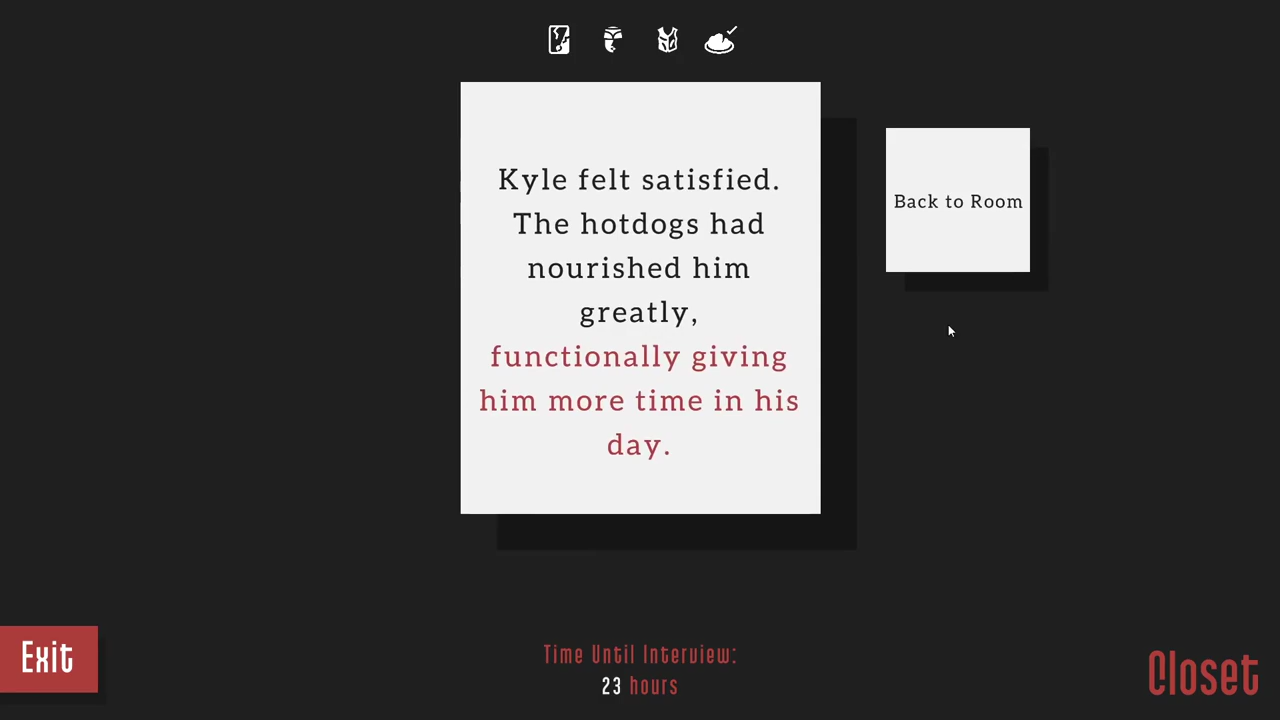 Kyle felt satisfied.
The hotdogs had
nourished him
greatly,
functionally giving
him more time in his
day.
Back to Room
Exit
Time Until Interview:
23 hours
Closet